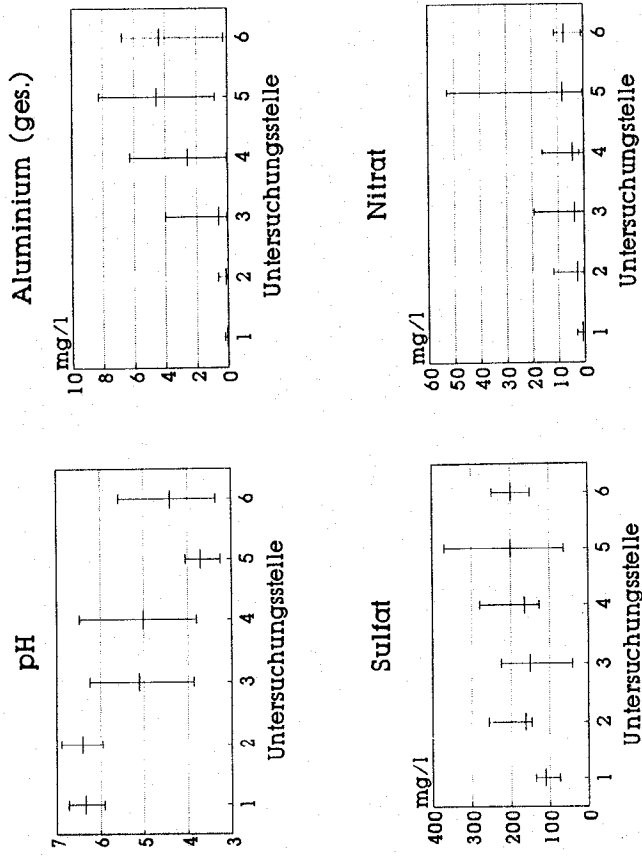 pH
7
6
5
4
3
1 2 3 4 5 6
Untersuchungsstelle
Aluminium (ges.)
mg/l
10
8
6
4
2
0
1 2 3 4 5 6
Untersuchungsstelle
Sulfat
mg/l
400
300
200
100
0
1 2 3 4 5 6
Untersuchungsstelle
Nitrat
mg/l
60
50
40
30
20
10
0
1 2 3 4 5 6
Untersuchungsstelle